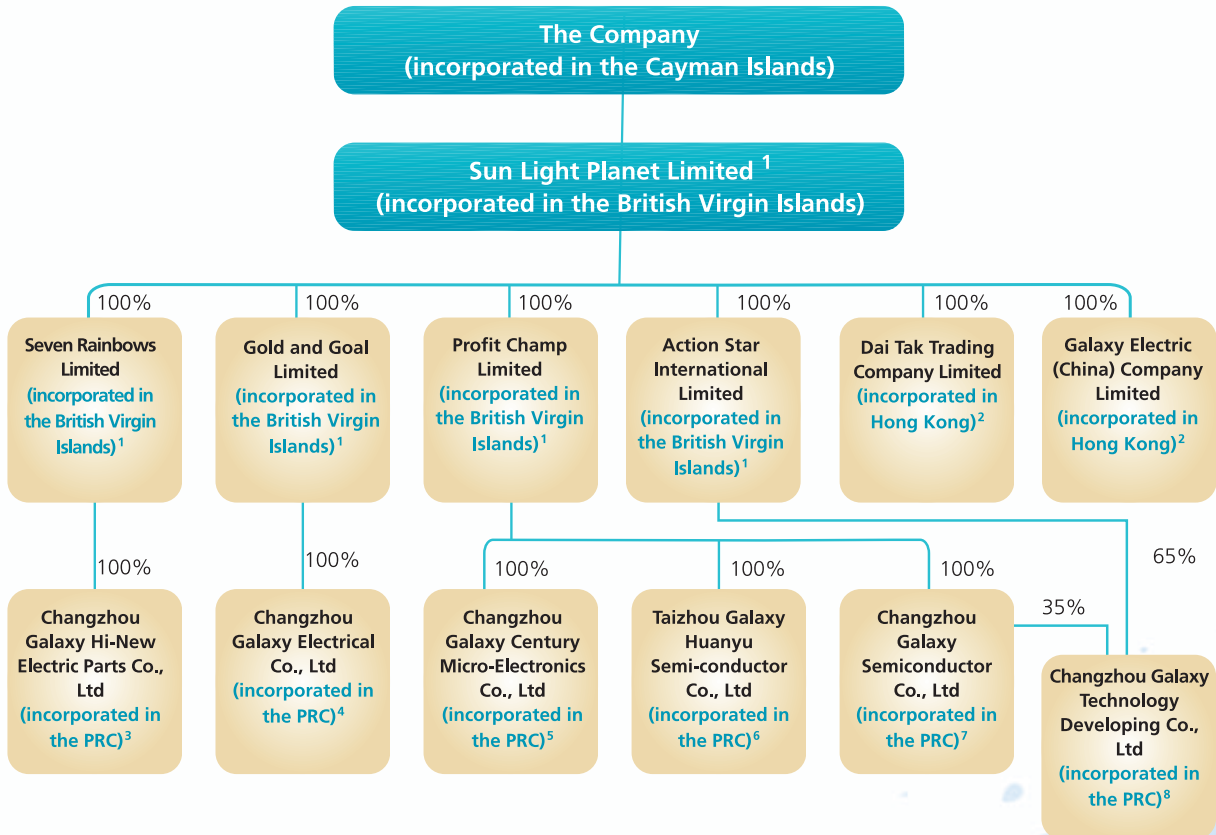 The Company
(incorporated in the Cayman Islands)
Sun Light Planet Limited 1
(incorporated in the British Virgin Islands)
100%
100%
100%
100%
100%
100%
Seven Rainbows
Limited
(incorporated in
the British Virgin
Islands)1
Gold and Goal
Limited
(incorporated in
the British Virgin
Islands)1
Profit Champ
Limited
(incorporated in
the British Virgin
Islands)1
Action Star
International
Limited
(incorporated in
the British Virgin
Islands)1
Dai Tak Trading
Company Limited
(incorporated in
Hong Kong)2
Galaxy Electric
(China) Company
Limited
(incorporated in
Hong Kong)2
100%
100%
100%
100%
100%
65%
35%
Changzhou
Galaxy Hi-New
Electric Parts Co.,
Ltd
(incorporated in
the PRC)3
Changzhou
Galaxy Electrical
Co., Ltd
(incorporated in
the PRC)4
Changzhou
Galaxy Century
Micro-Electronics
Co., Ltd
(incorporated in
the PRC)5
Taizhou Galaxy
Huanyu
Semi-conductor
Co., Ltd
(incorporated in
the PRC)6
Changzhou
Galaxy
Semiconductor
Co., Ltd
(incorporated in
the PRC)7
Changzhou Galaxy
Technology
Developing Co.,
Ltd
(incorporated in
the PRC)8